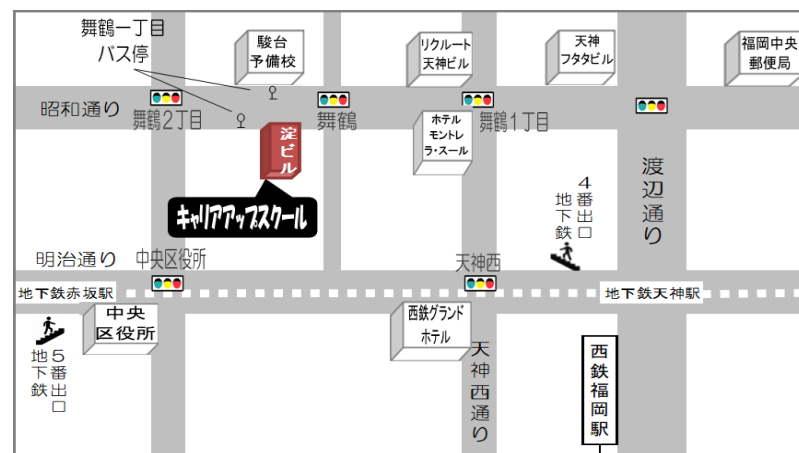 舞鶴一丁目
バス停
駿台
予備校
リクルート
天神ビル
天神
フタタビル
福岡中央
郵便局
昭和通り
舞鶴2丁目
淀ビル
舞鶴
ホテル
モントレ
ラ・スール
舞鶴1丁目
渡辺通り
キャリアアップスクール
4番出口
地下鉄
明治通り
中央区役所
天神西
地下鉄赤坂駅
地下鉄天神駅
中央
区役所
西鉄グランド
ホテル
5番出口
地下鉄
天神西通り
西鉄福岡駅